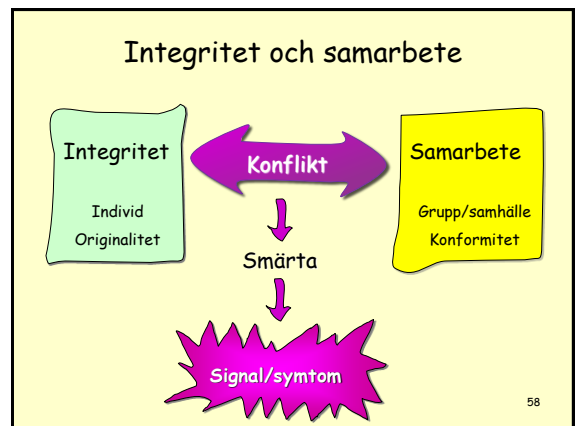 Integritet och samarbete
Integritet
Individ
Originalitet
Konflikt
Samarbete
Grupp/samhälle
Konformitet
Smärta
Signal/symtom
58